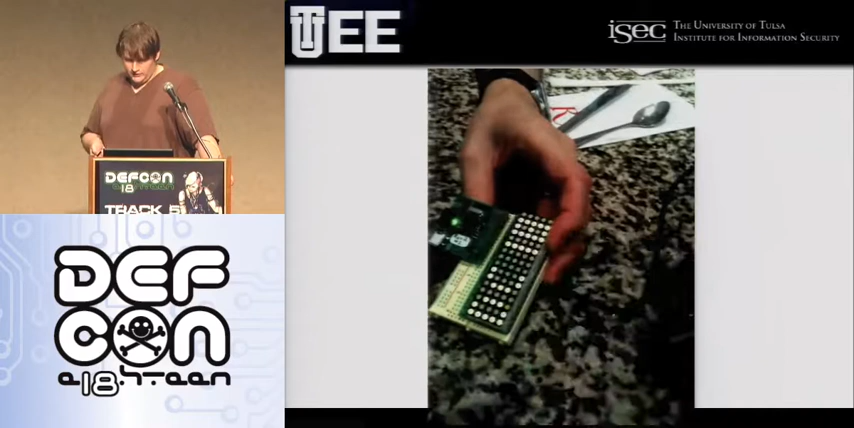 TU EE
isec THE UNIVERSITY OF TULSA
INSTITUTE FOR INFORMATION SECURITY
DEFCON
18
TRACK 5
DEF
CON
e18hteen